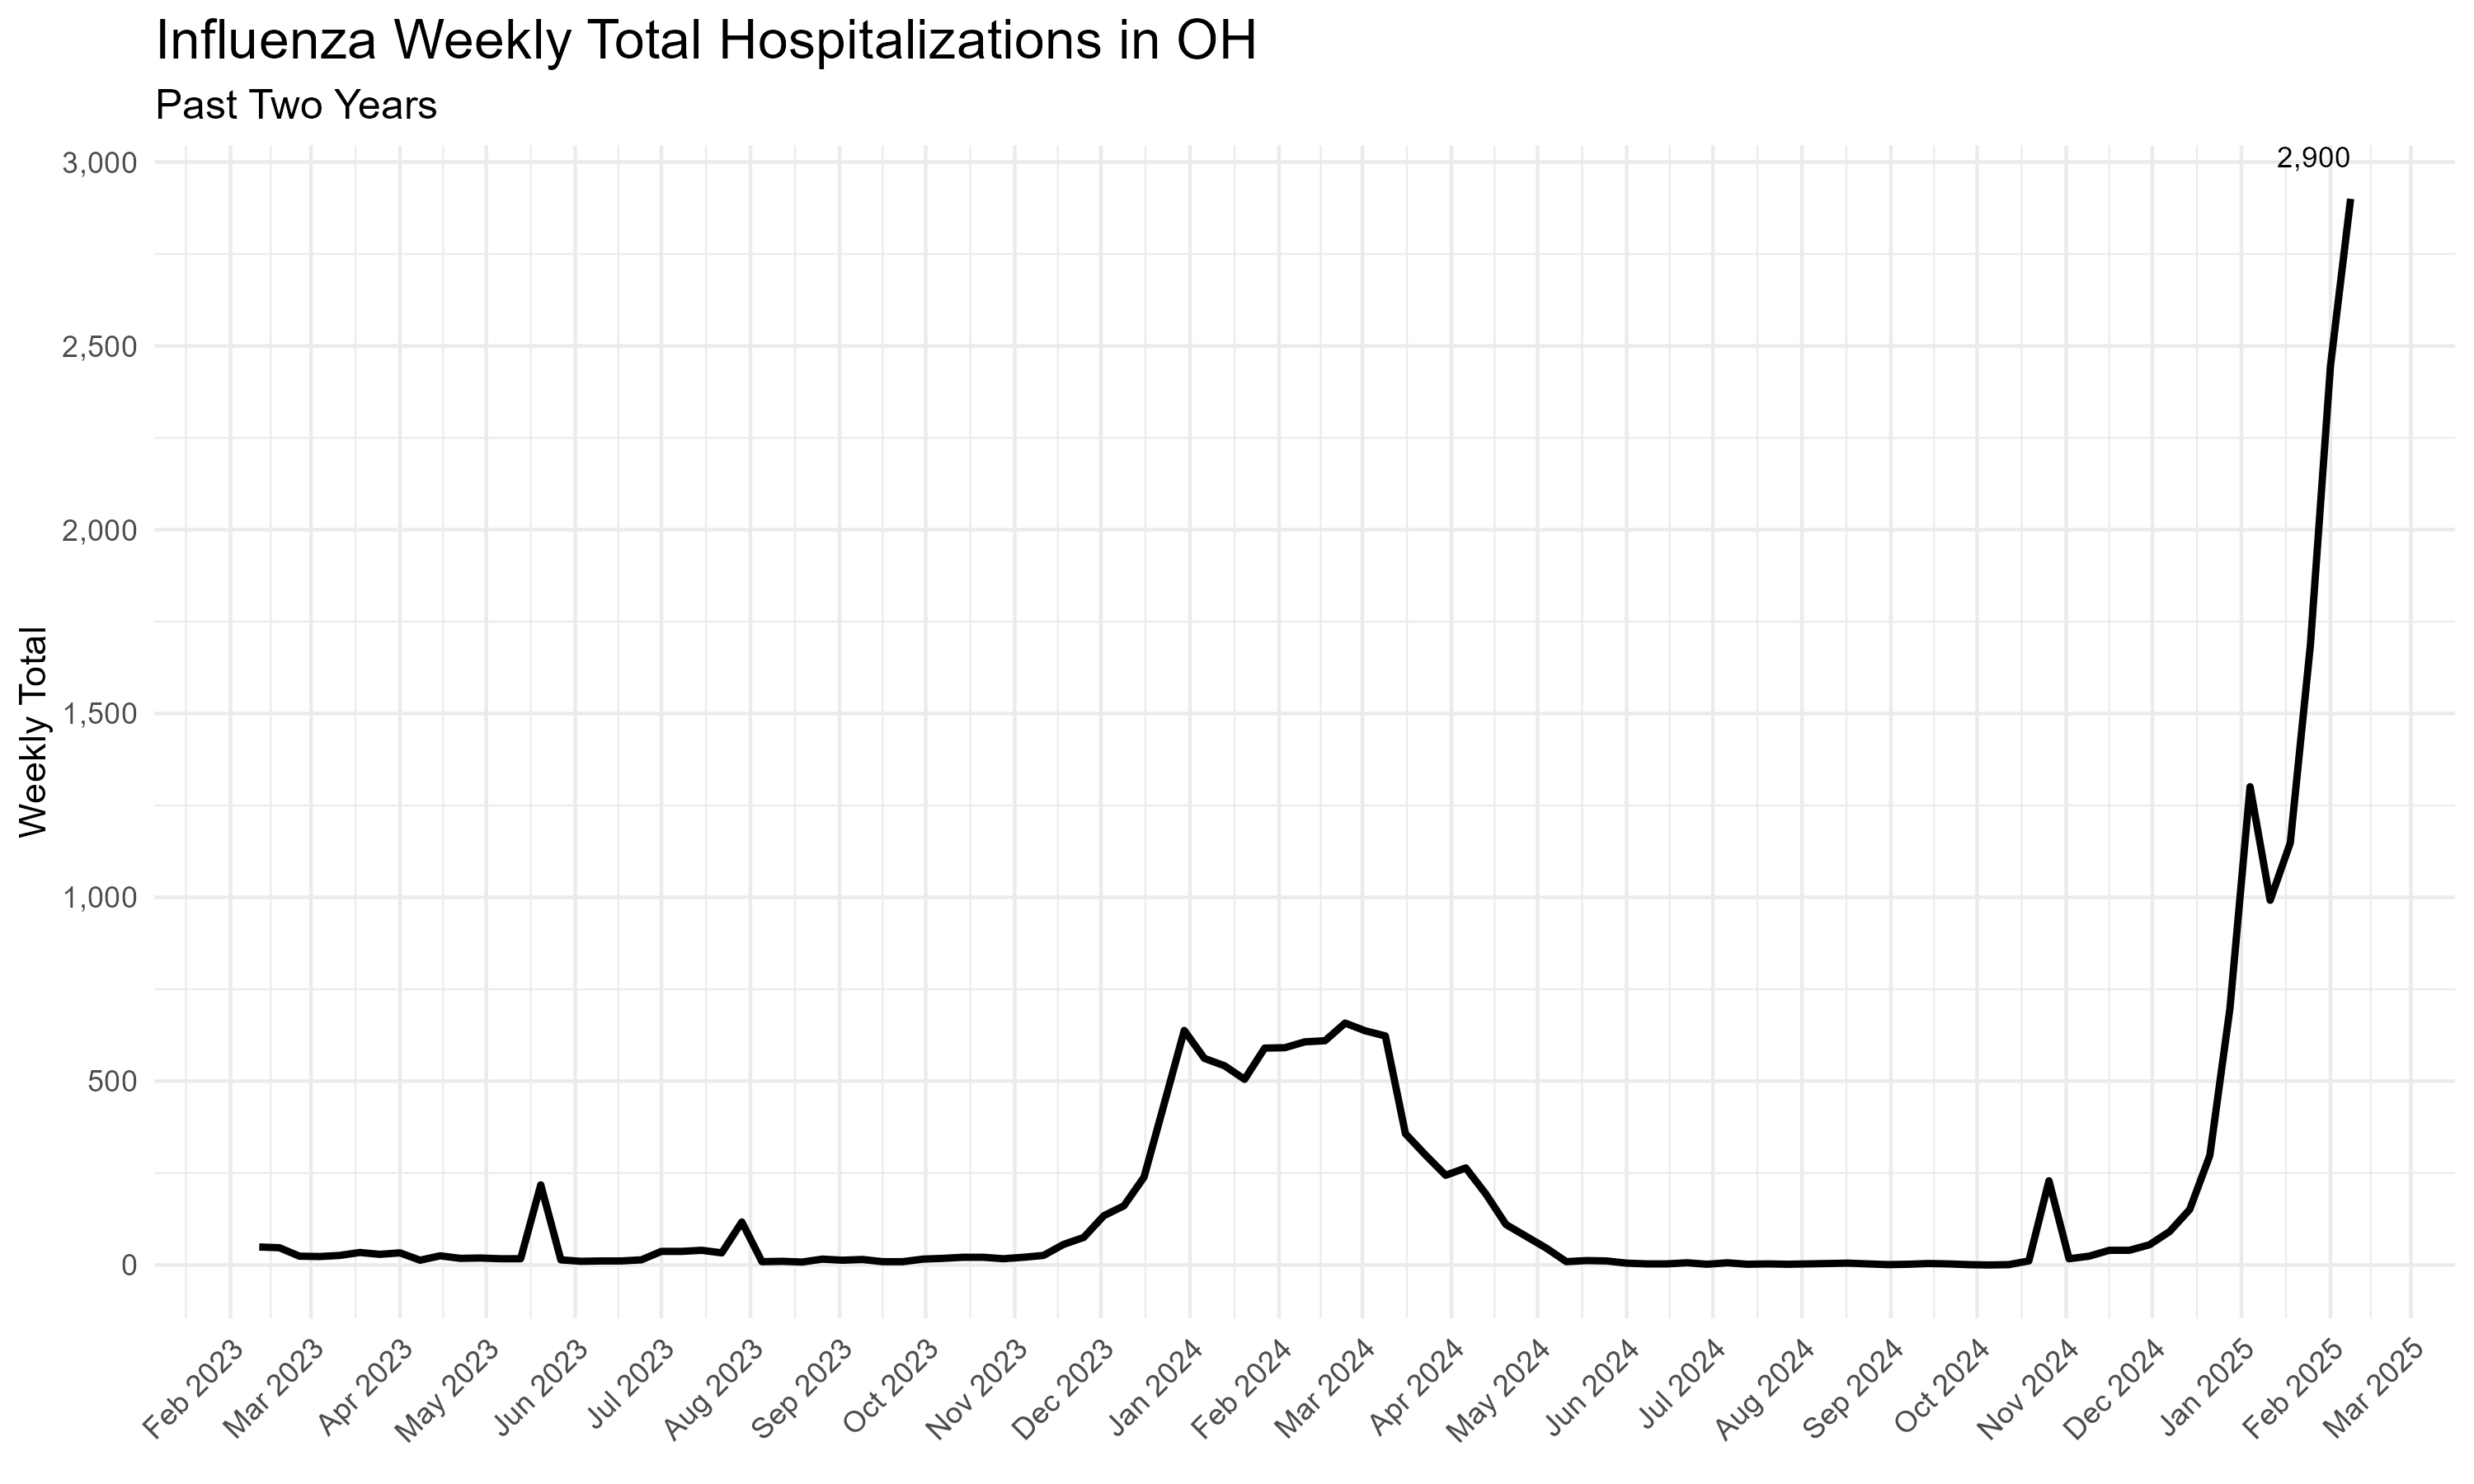 Influenza Weekly Total Hospitalizations in OH
Past Two Years
2,900
3,000
2,500
2,000
1,500
1,000
500
0
Weekly Total
Feb 2023
Mar 2023
Apr 2023
May 2023
Jun 2023
Jul 2023
Aug 2023
Sep 2023
Oct 2023
Nov 2023
Dec 2023
Jan 2024
Feb 2024
Mar 2024
Apr 2024
May 2024
Jun 2024
Jul 2024
Aug 2024
Sep 2024
Oct 2024
Nov 2024
Dec 2024
Jan 2025
Feb 2025
Mar 2025